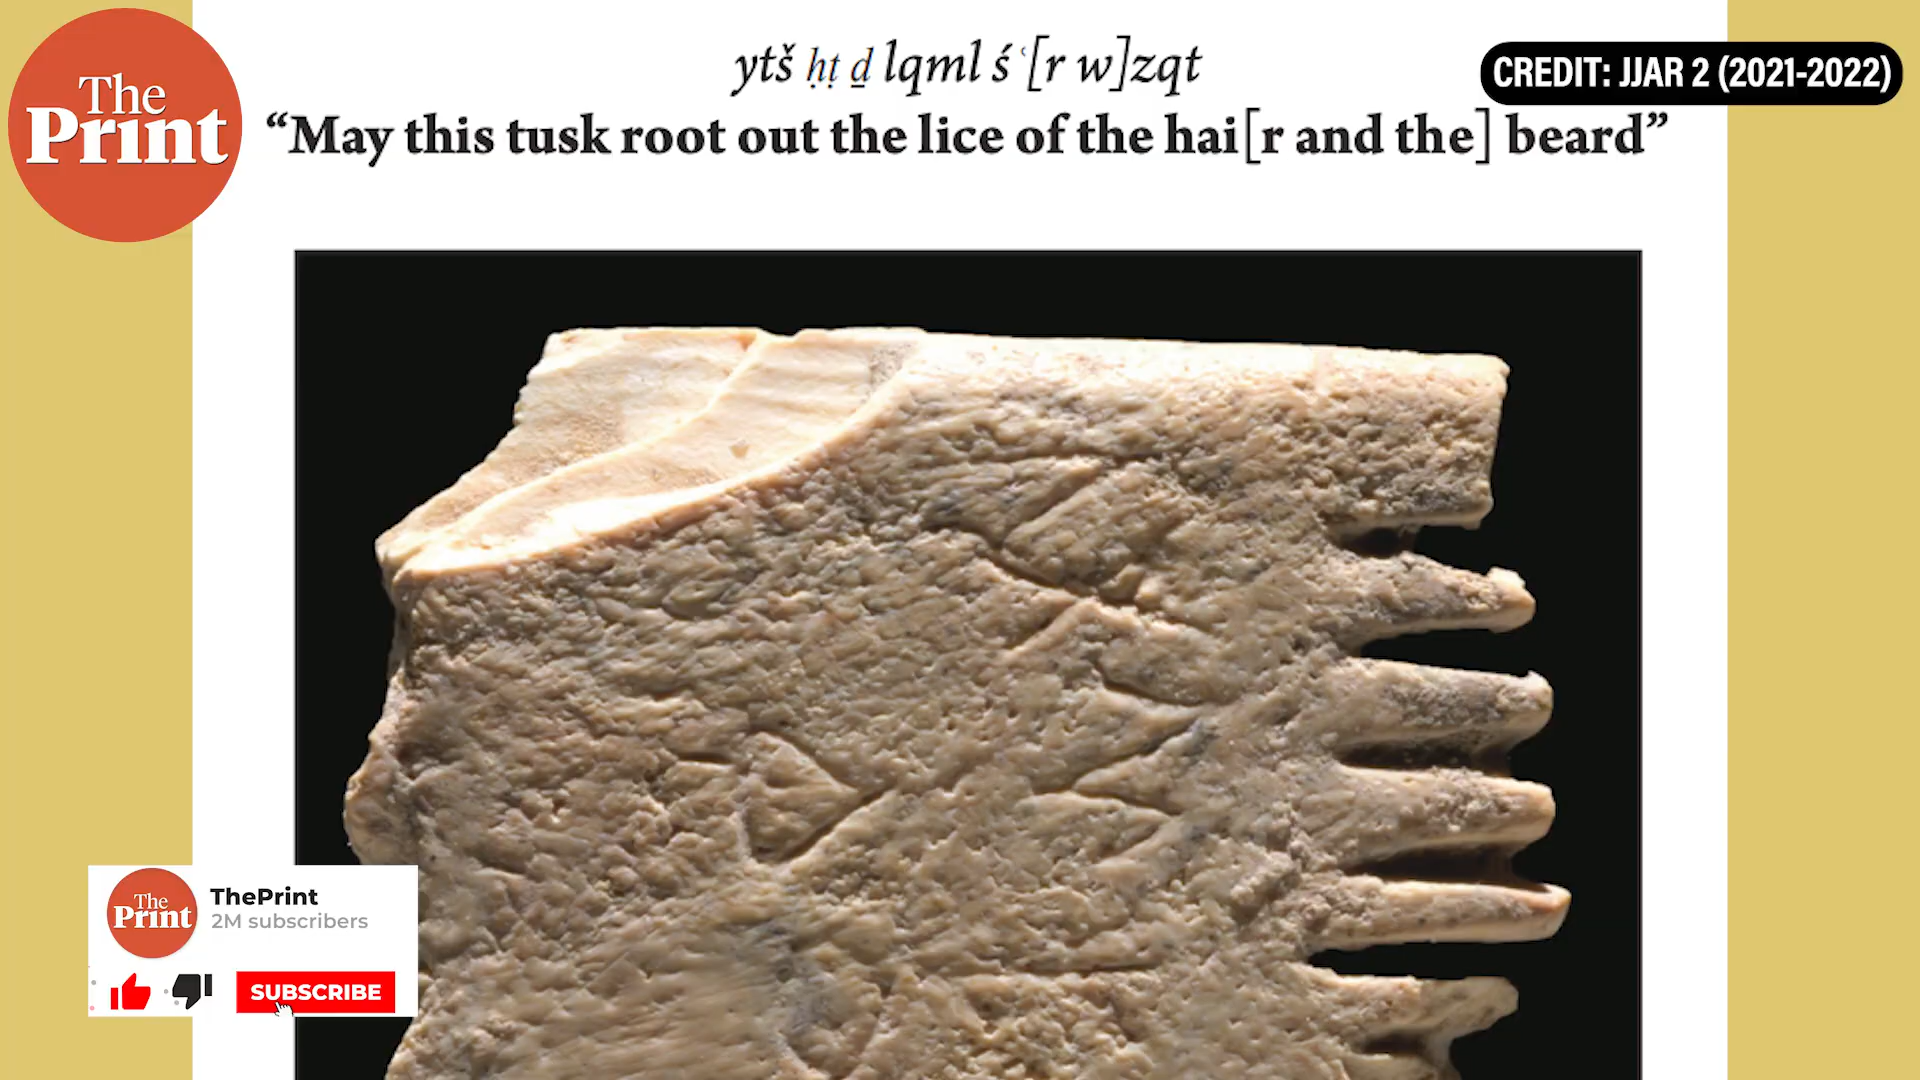 The
Print
ytš ḥṭ ḏ lqml śʿ[r w]zqt
“May this tusk root out the lice of the hai[r and the] beard”
CREDIT: JJAR 2 (2021-2022)
The
Print
ThePrint
2M subscribers
SUBSCRIBE